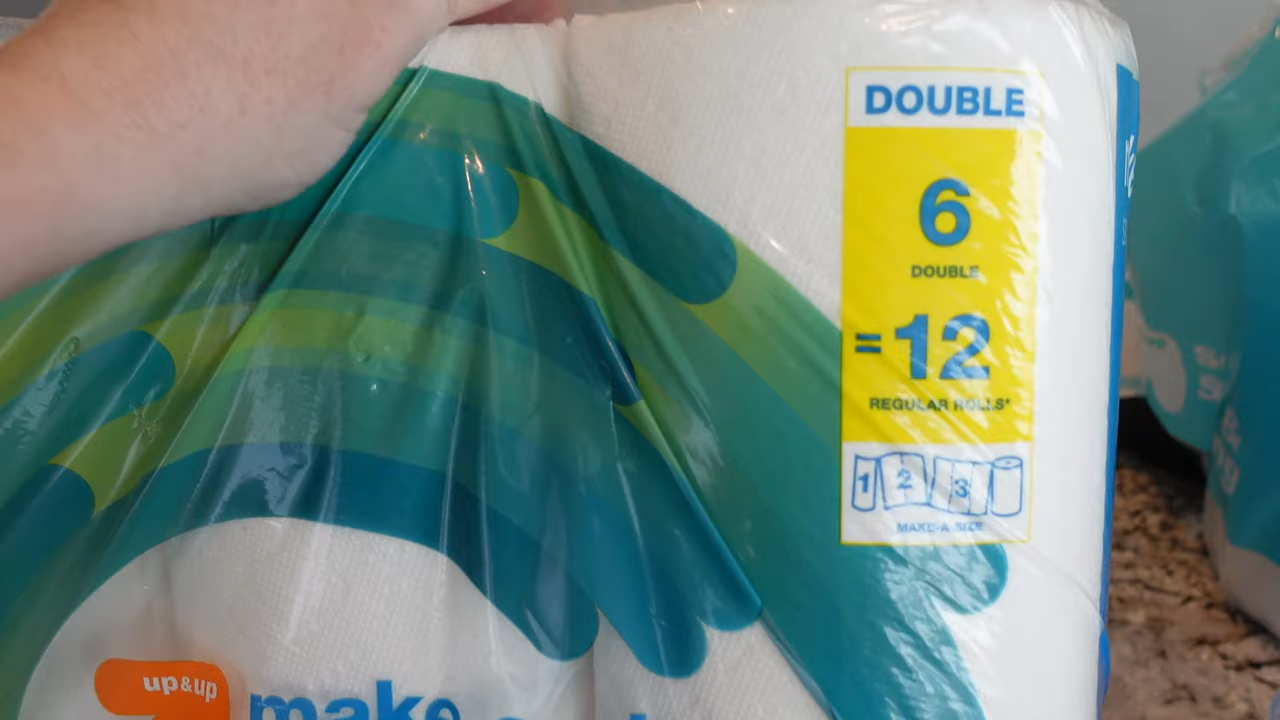 DOUBLE
6
DOUBLE
=12
REGULAR ROLLS*
1 2 3
MAKE-A-SIZE
up&up
make